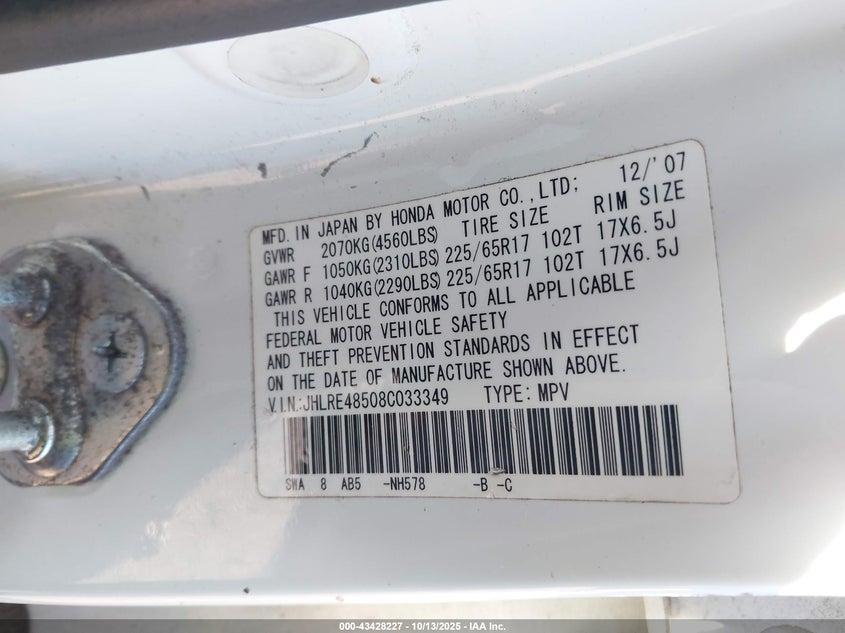 MFD. IN JAPAN BY HONDA MOTOR CO.,LTD; 12/'07
GVWR 2070KG(4560LBS) TIRE SIZE RIM SIZE
GAWR F 1050KG(2310LBS) 225/65R17 102T 17X6.5J
GAWR R 1040KG(2290LBS) 225/65R17 102T 17X6.5J
THIS VEHICLE CONFORMS TO ALL APPLICABLE
FEDERAL MOTOR VEHICLE SAFETY
AND THEFT PREVENTION STANDARDS IN EFFECT
ON THE DATE OF MANUFACTURE SHOWN ABOVE.
V.I.N.:JHLRE48508C033349 TYPE: MPV
SWA 8 AB5 -NH578 -B -C
000-43428227 - 10/13/2025 - IAA Inc.